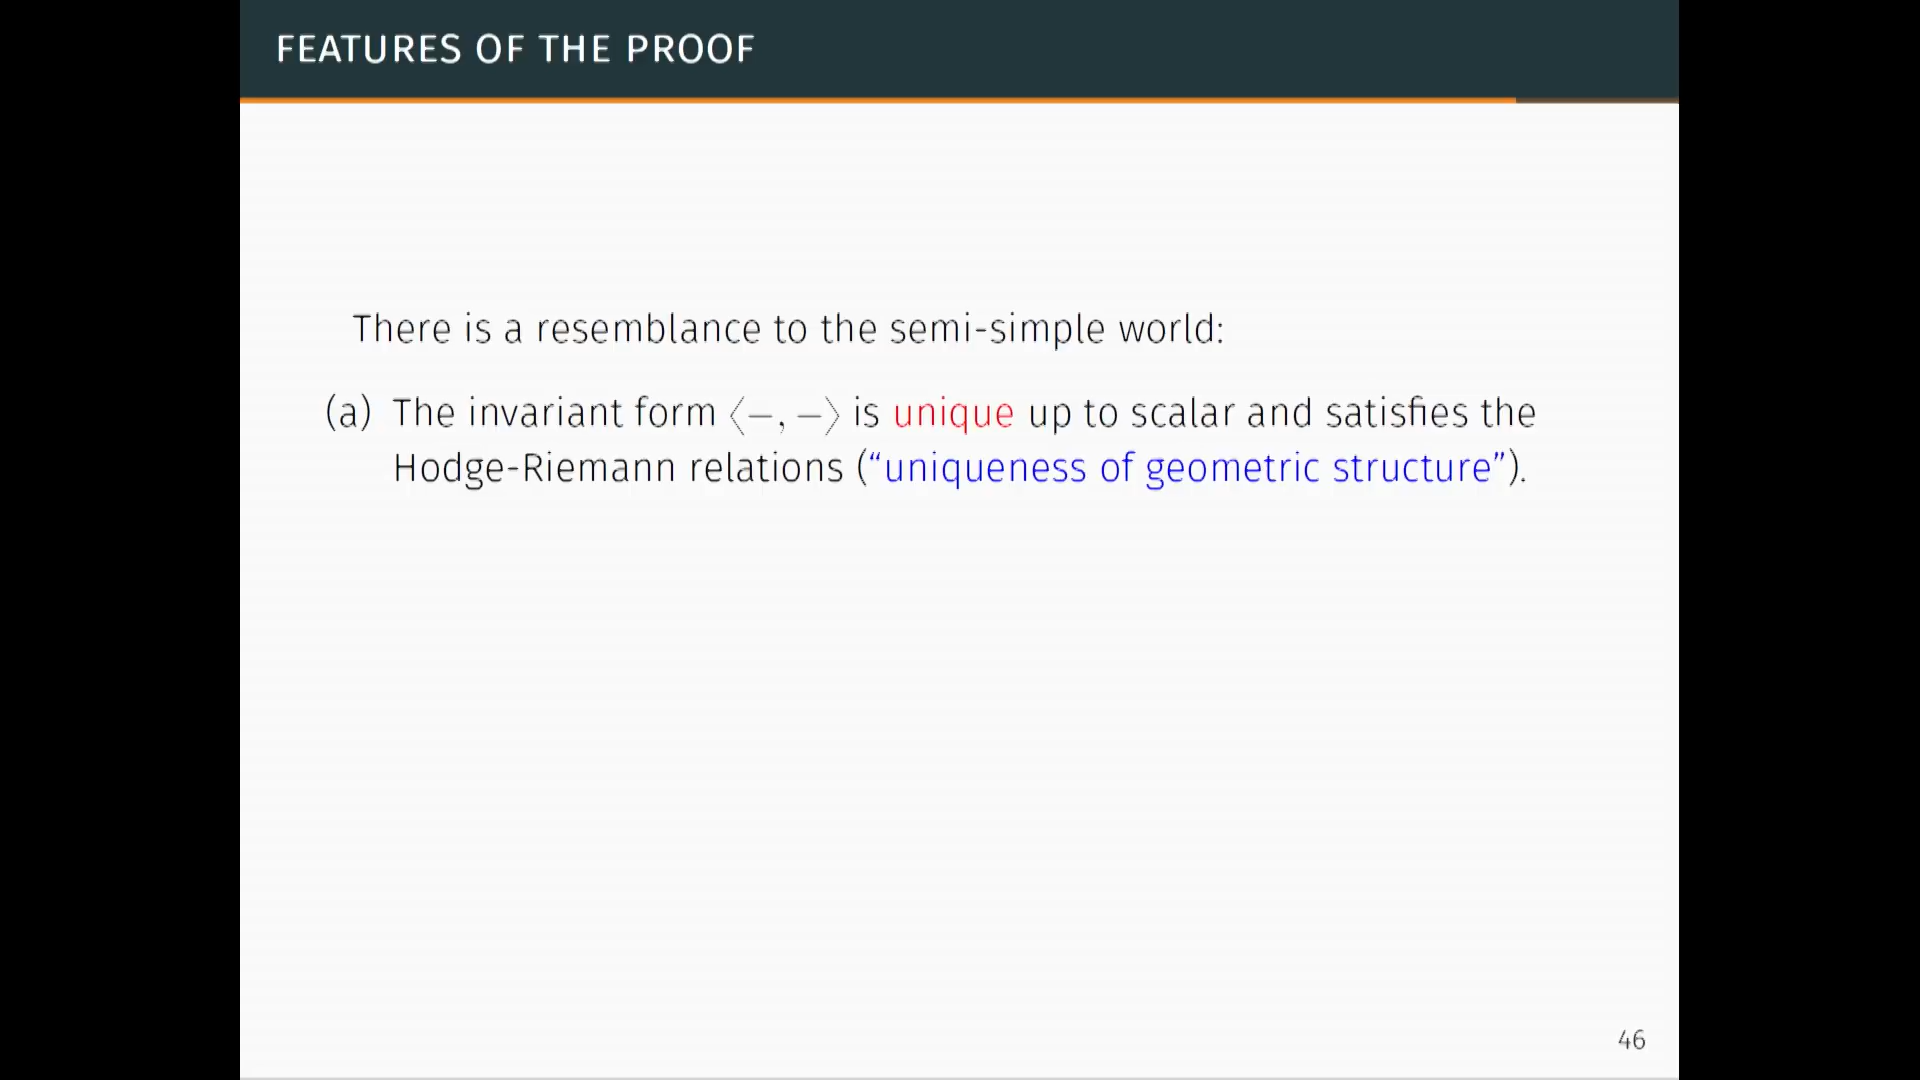 FEATURES OF THE PROOF
There is a resemblance to the semi-simple world:
(a) The invariant form ⟨−, −⟩ is unique up to scalar and satisfies the
Hodge-Riemann relations (“uniqueness of geometric structure”).
46